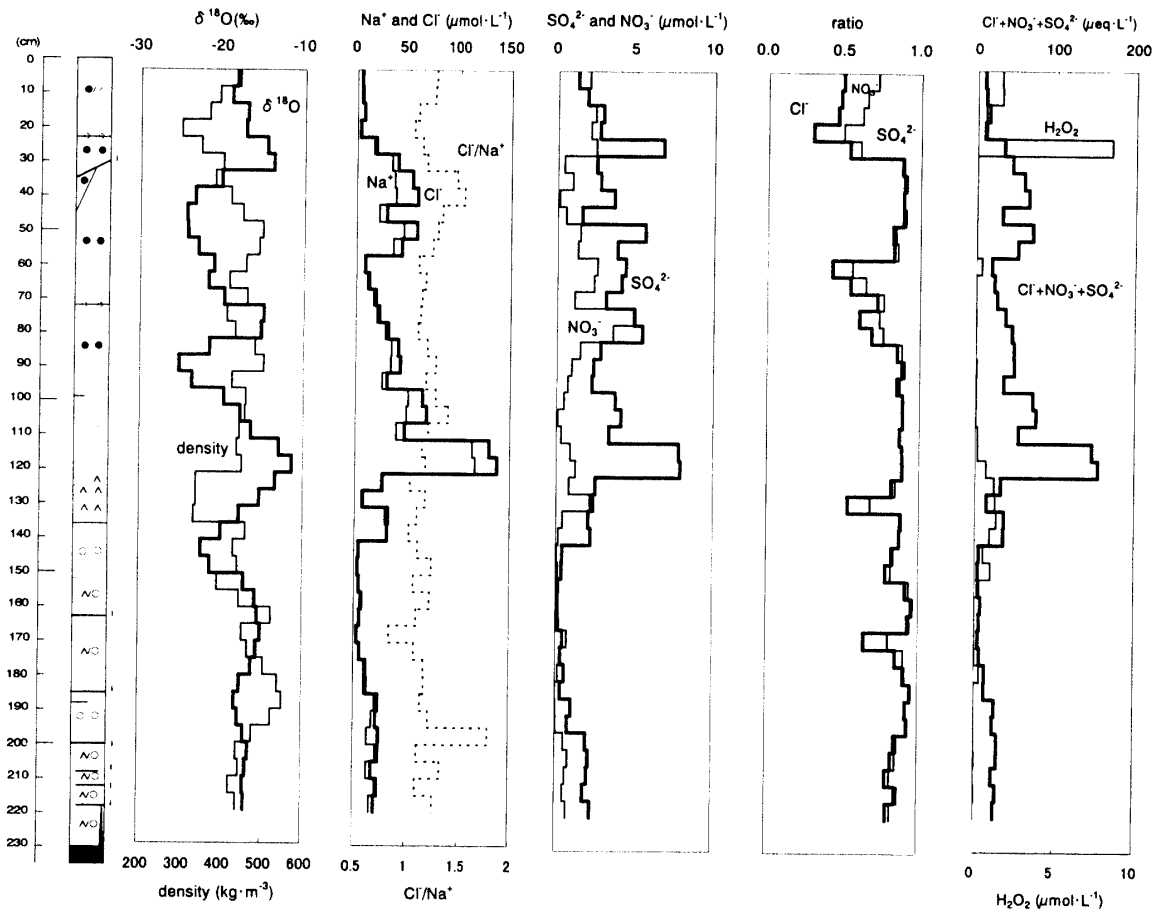 δ ¹⁸O(‰)
Na⁺ and Cl⁻ (μmol·L⁻¹)
SO₄²⁻ and NO₃⁻ (μmol·L⁻¹)
ratio
Cl⁻+NO₃⁻+SO₄²⁻ (μeq·L⁻¹)
(cm)
-30 -20 -10
0 50 100 150
0 5 10
0.0 0.5 1.0
0 100 200
0
10
20
30
40
50
60
70
80
90
100
110
120
130
140
150
160
170
180
190
200
210
220
230
δ ¹⁸O
density
Cl⁻/Na⁺
Na⁺
Cl⁻
SO₄²⁻
NO₃⁻
NO₃⁻
Cl⁻
SO₄²⁻
H₂O₂
Cl⁻+NO₃⁻+SO₄²⁻
200 300 400 500 600
0.5 1 1.5 2
0 5 10
density (kg·m⁻³)
Cl⁻/Na⁺
H₂O₂ (μmol·L⁻¹)